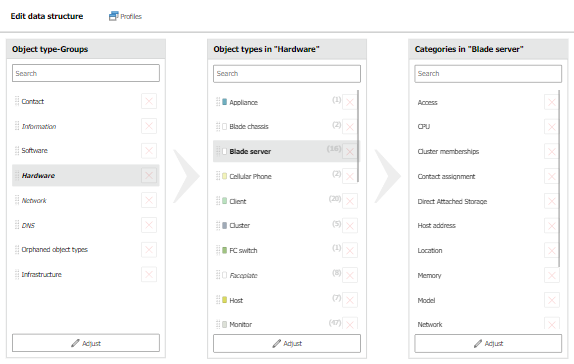 Edit data structure Profiles
Object type-Groups
Search
Contact
Information
Software
Hardware
Network
DNS
Orphaned object types
Infrastructure
Adjust
Object types in "Hardware"
Search
Appliance (1)
Blade chassis (2)
Blade server (16)
Cellular Phone (2)
Client (20)
Cluster (5)
FC switch (1)
Faceplate (8)
Host (7)
Monitor (47)
Adjust
Categories in "Blade server"
Search
Access
CPU
Cluster memberships
Contact assignment
Direct Attached Storage
Host address
Location
Memory
Model
Network
Adjust